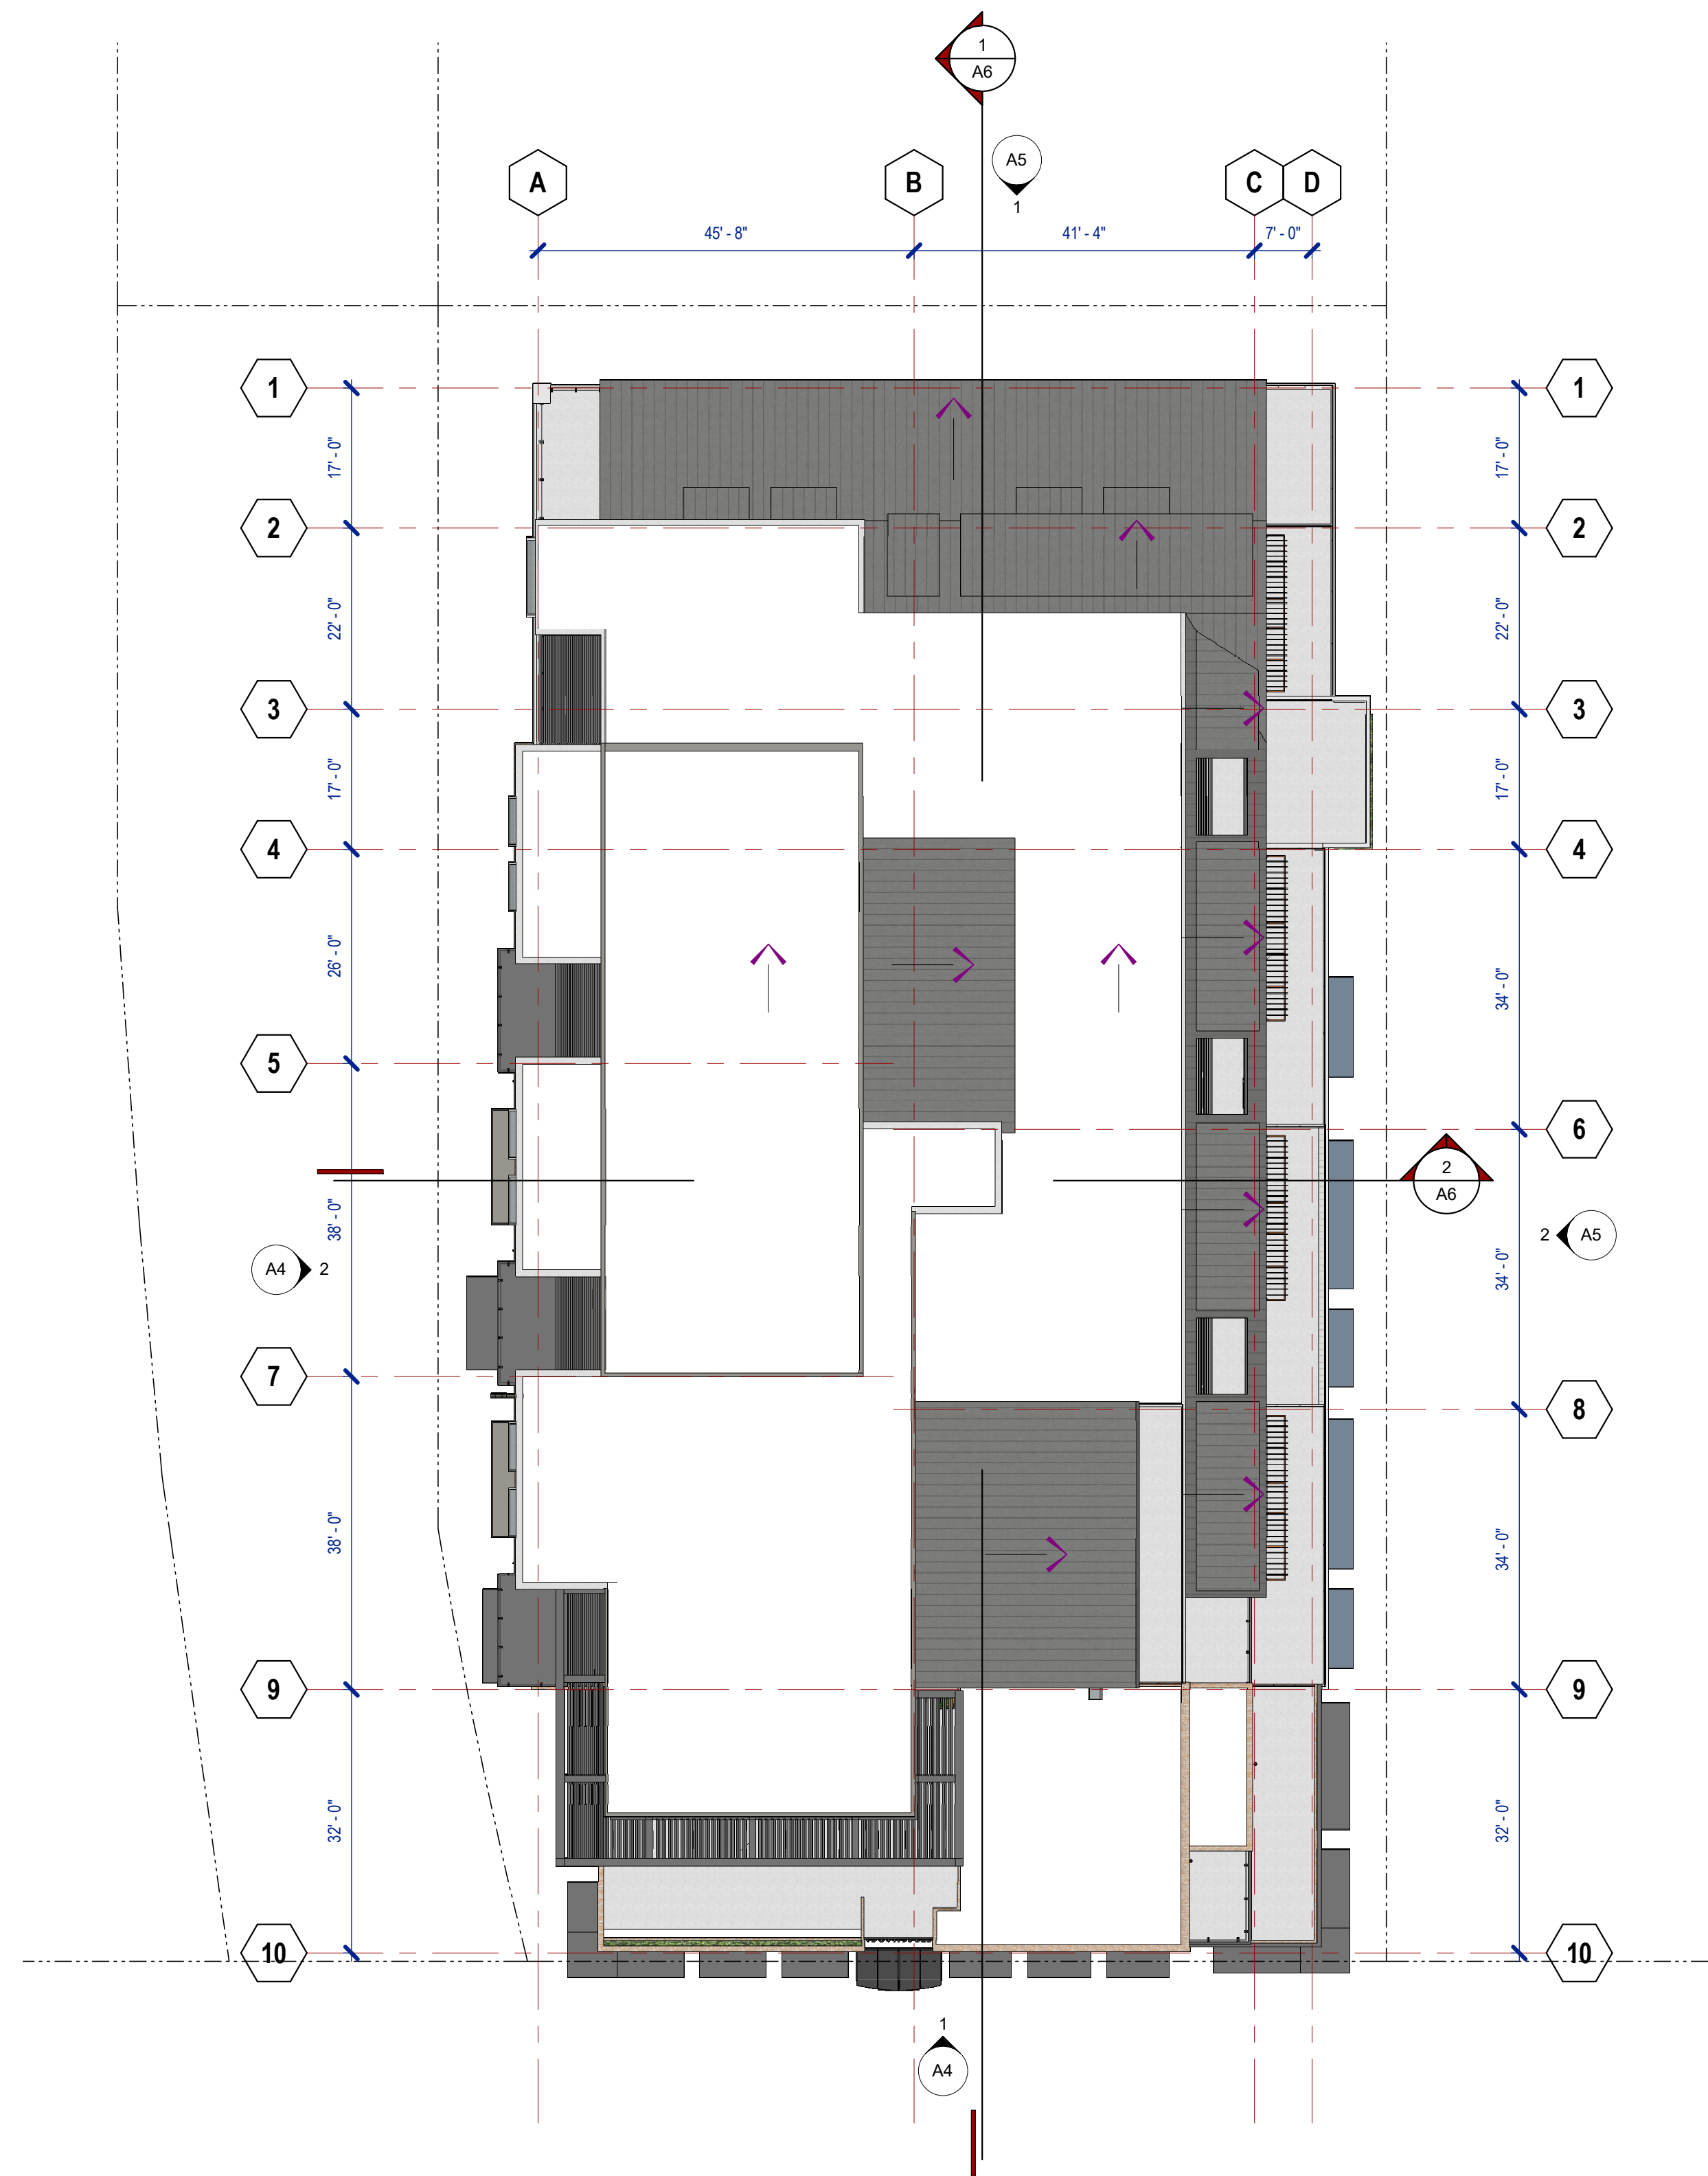 1
A6
A5
1
A
B
C
D
45' - 8"
41' - 4"
7' - 0"
1
1
17' - 0"
17' - 0"
2
2
22' - 0"
22' - 0"
3
3
17' - 0"
17' - 0"
4
4
26' - 0"
34' - 0"
5
6
2
A6
38' - 0"
34' - 0"
A4
2
2
A5
7
8
38' - 0"
34' - 0"
9
9
32' - 0"
32' - 0"
10
10
1
A4